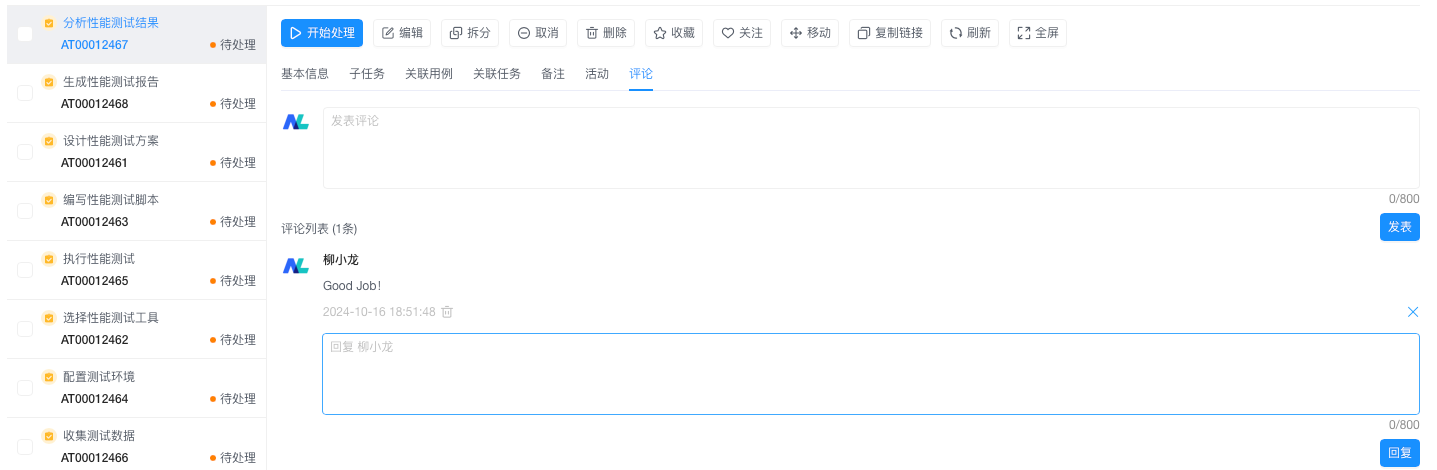 分析性能测试结果
AT00012467 待处理
生成性能测试报告
AT00012468 待处理
设计性能测试方案
AT00012461 待处理
编写性能测试脚本
AT00012463 待处理
执行性能测试
AT00012465 待处理
选择性能测试工具
AT00012462 待处理
配置测试环境
AT00012464 待处理
收集测试数据
AT00012466 待处理
开始处理 编辑 拆分 取消 删除 收藏 关注 移动 复制链接 刷新 全屏
基本信息 子任务 关联用例 关联任务 备注 活动 评论
发表评论
0/800
评论列表 (1条) 发表
柳小龙
Good Job!
2024-10-16 18:51:48
回复 柳小龙
0/800
回复